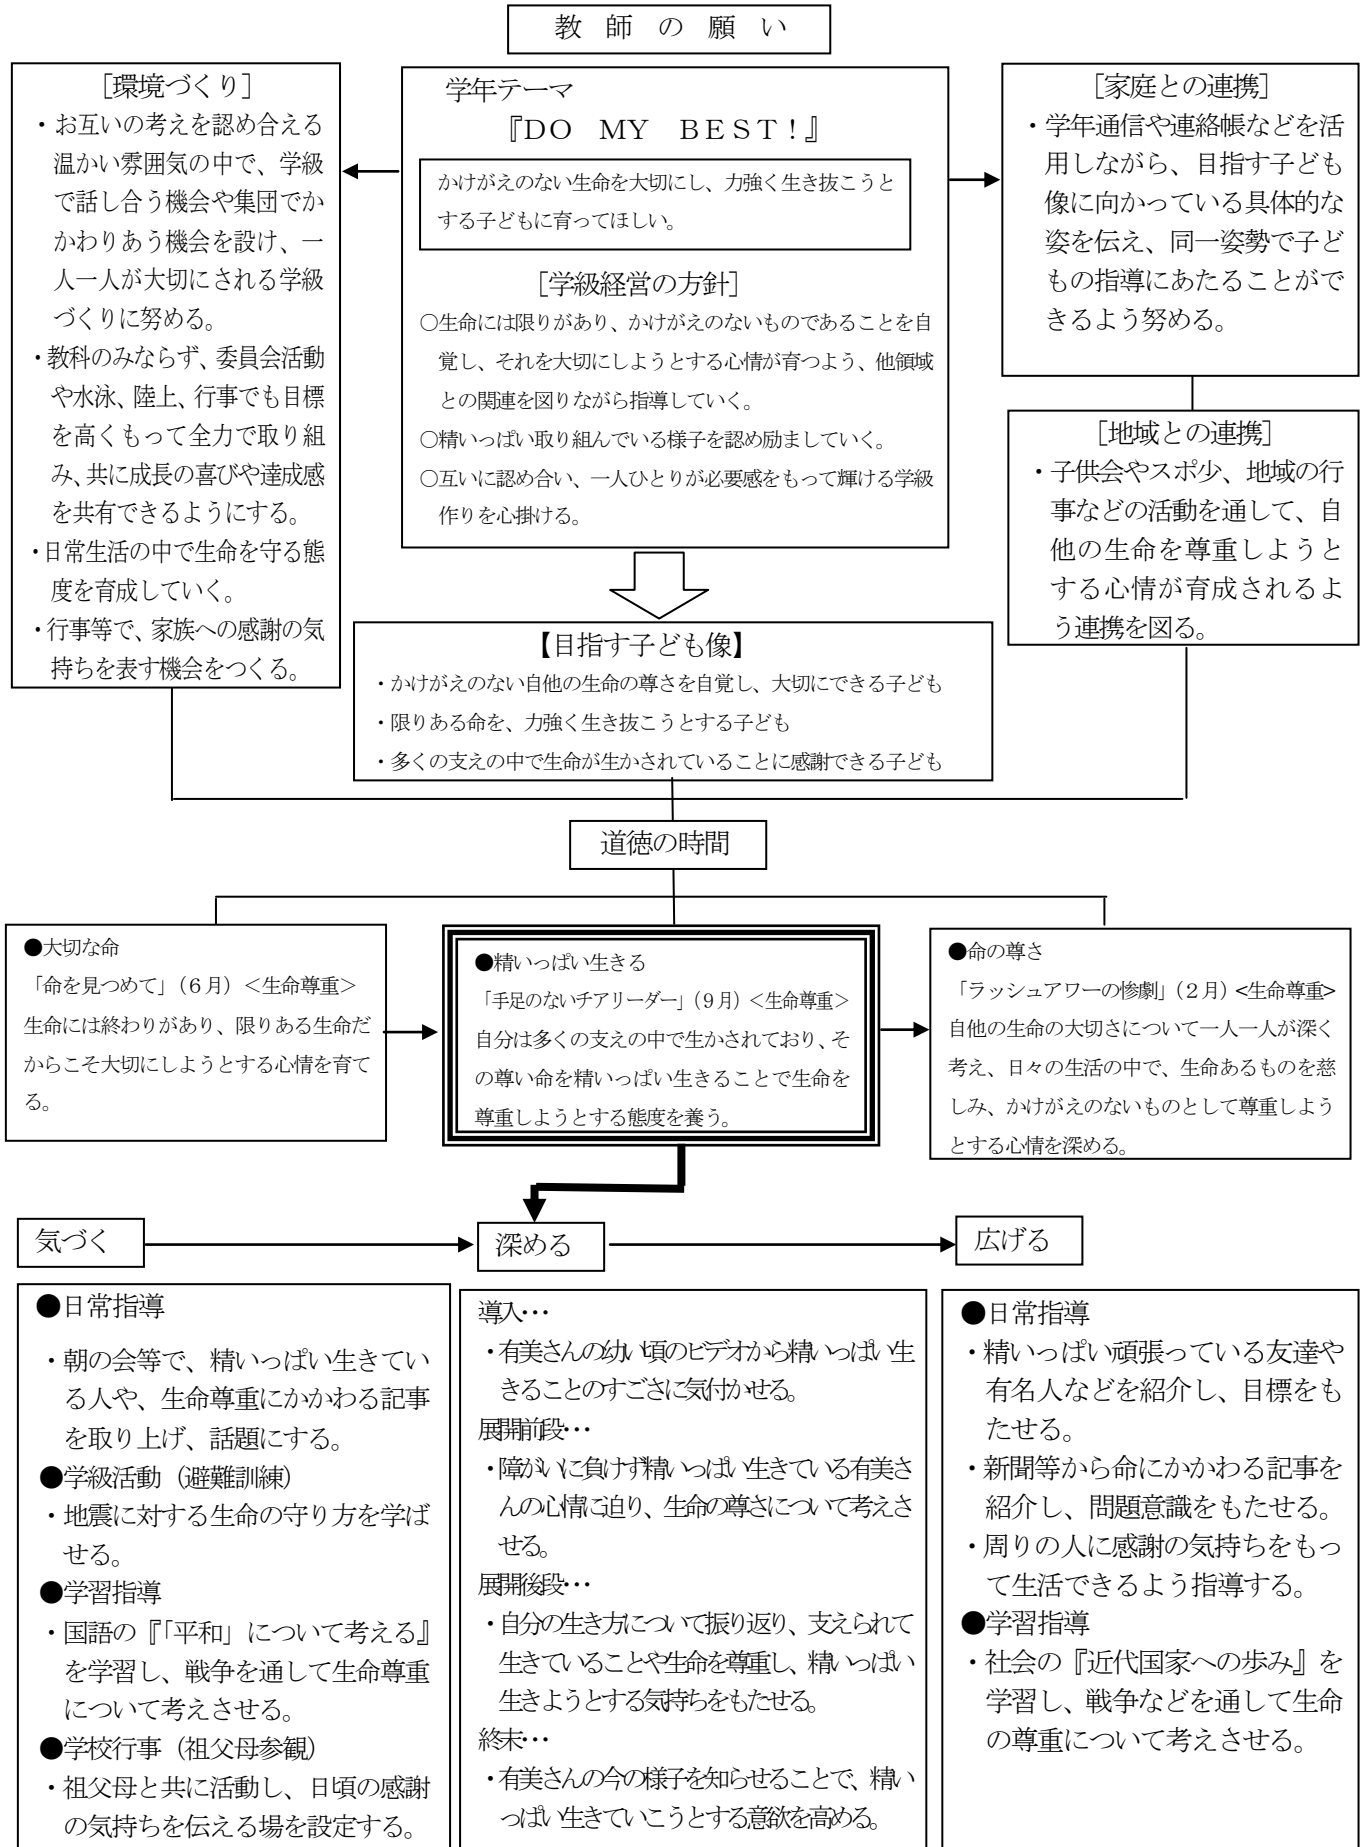 教師の願い
[環境づくり]
・お互いの考えを認め合える
温かい雰囲気の中で、学級
で話し合う機会や集団でか
かわりあう機会を設け、一
人一人が大切にされる学級
づくりに努める。
・教科のみならず、委員会活動
や水泳、陸上、行事でも目標
を高くもって全力で取り組
み、共に成長の喜びや達成感
を共有できるようにする。
・日常生活の中で生命を守る態
度を育成していく。
・行事等で、家族への感謝の気
持ちを表す機会をつくる。
学年テーマ
『DO MY BEST!』
かけがえのない生命を大切にし、力強く生き抜こうと
する子どもに育ってほしい。
[学級経営の方針]
○生命には限りがあり、かけがえのないものであることを自
覚し、それを大切にしようとする心情が育つよう、他領域
との関連を図りながら指導していく。
○精いっぱい取り組んでいる様子を認め励ましていく。
○互いに認め合い、一人ひとりが必要感をもって輝ける学級
作りを心掛ける。
[家庭との連携]
・学年通信や連絡帳などを活
用しながら、目指す子ども
像に向かっている具体的な
姿を伝え、同一姿勢で子ど
もの指導にあたることがで
きるよう努める。
[地域との連携]
・子供会やスポ少、地域の行
事などの活動を通して、自
他の生命を尊重しようと
する心情が育成されるよ
う連携を図る。
【目指す子ども像】
・かけがえのない自他の生命の尊さを自覚し、大切にできる子ども
・限りある命を、力強く生き抜こうとする子ども
・多くの支えの中で生命が生かされていることに感謝できる子ども
道徳の時間
●大切な命
「命を見つめて」(6月)<生命尊重>
生命には終わりがあり、限りある生命だ
からこそ大切にしようとする心情を育て
る。
●精いっぱい生きる
「手足のないチアリーダー」(9月)<生命尊重>
自分は多くの支えの中で生かされており、そ
の尊い命を精いっぱい生きることで生命を
尊重しようとする態度を養う。
●命の尊さ
「ラッシュアワーの惨劇」(2月)<生命尊重>
自他の生命の大切さについて一人一人が深く
考え、日々の生活の中で、生命あるものを慈
しみ、かけがえのないものとして尊重しよう
とする心情を深める。
気づく
深める
広げる
●日常指導
・朝の会等で、精いっぱい生きてい
る人や、生命尊重にかかわる記事
を取り上げ、話題にする。
●学級活動(避難訓練)
・地震に対する生命の守り方を学ば
せる。
●学習指導
・国語の『「平和」について考える』
を学習し、戦争を通して生命尊重
について考えさせる。
●学校行事(祖父母参観)
・祖父母と共に活動し、日頃の感謝
の気持ちを伝える場を設定する。
導入…
・有美さんの幼い頃のビデオから精いっぱい生
きることのすごさに気付かせる。
展開前段…
・障がいに負けず精いっぱい生きている有美さ
んの心情に迫り、生命の尊さについて考えさ
せる。
展開後段…
・自分の生き方について振り返り、支えられて
生きていることや生命を尊重し、精いっぱい
生きようとする気持ちをもたせる。
終末…
・有美さんの今の様子を知らせることで、精い
っぱい生きていこうとする意欲を高める。
●日常指導
・精いっぱい頑張っている友達や
有名人などを紹介し、目標をも
たせる。
・新聞等から命にかかわる記事を
紹介し、問題意識をもたせる。
・周りの人に感謝の気持ちをもっ
て生活できるよう指導する。
●学習指導
・社会の『近代国家への歩み』を
学習し、戦争などを通して生命
の尊重について考えさせる。